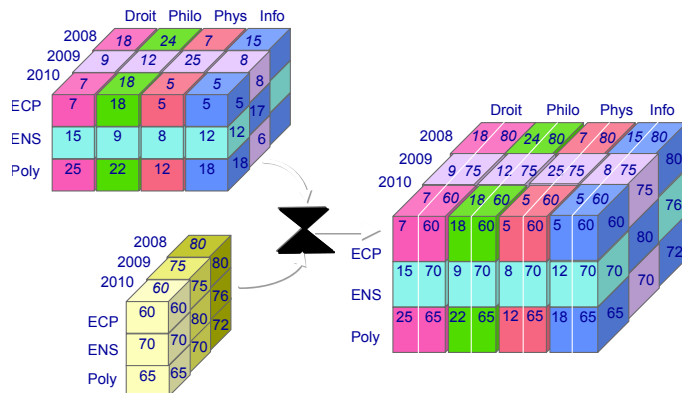 Droit Philo Phys Info
2008 18 24 7 15
2009 9 12 25 8
2010 7 18 5 5
8
ECP 7 18 5 5 5
17
ENS 15 9 8 12 12
6
Poly 25 22 12 18 18
Droit Philo Phys Info
2008 18 80 24 80 7 80 15 80
2009 9 75 12 75 25 75 8 75
80
2010 7 60 18 60 5 60 5 60
75
76
ECP 7 60 18 60 5 60 5 60 60
80
72
ENS 15 70 9 70 8 70 12 70 70
70
Poly 25 65 22 65 12 65 18 65 65
2008 80
2009 75
80
2010 60
75
76
ECP 60 60
80
72
ENS 70 70
70
Poly 65 65